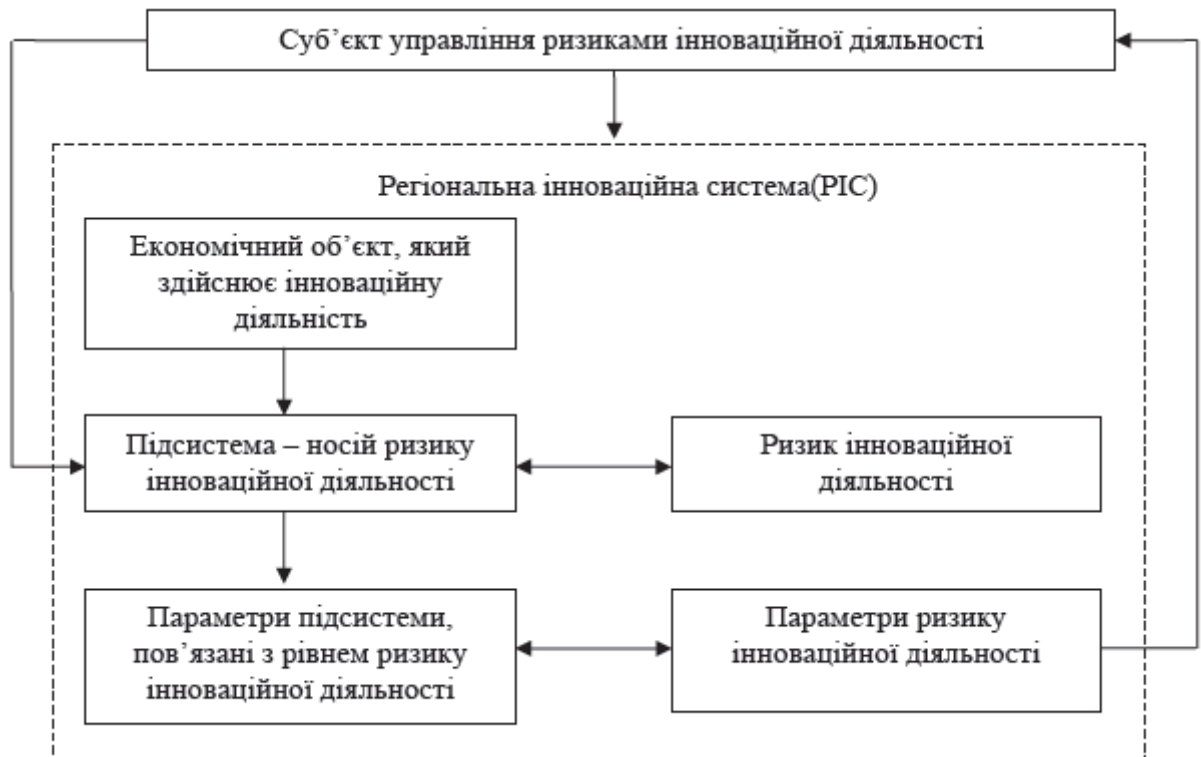 Суб’єкт управління ризиками інноваційної діяльності
Регіональна інноваційна система(РІС)
Економічний об’єкт, який
здійснює інноваційну
діяльність
Підсистема – носій ризику
інноваційної діяльності
Ризик інноваційної
діяльності
Параметри підсистеми,
пов’язані з рівнем ризику
інноваційної діяльності
Параметри ризику
інноваційної діяльності